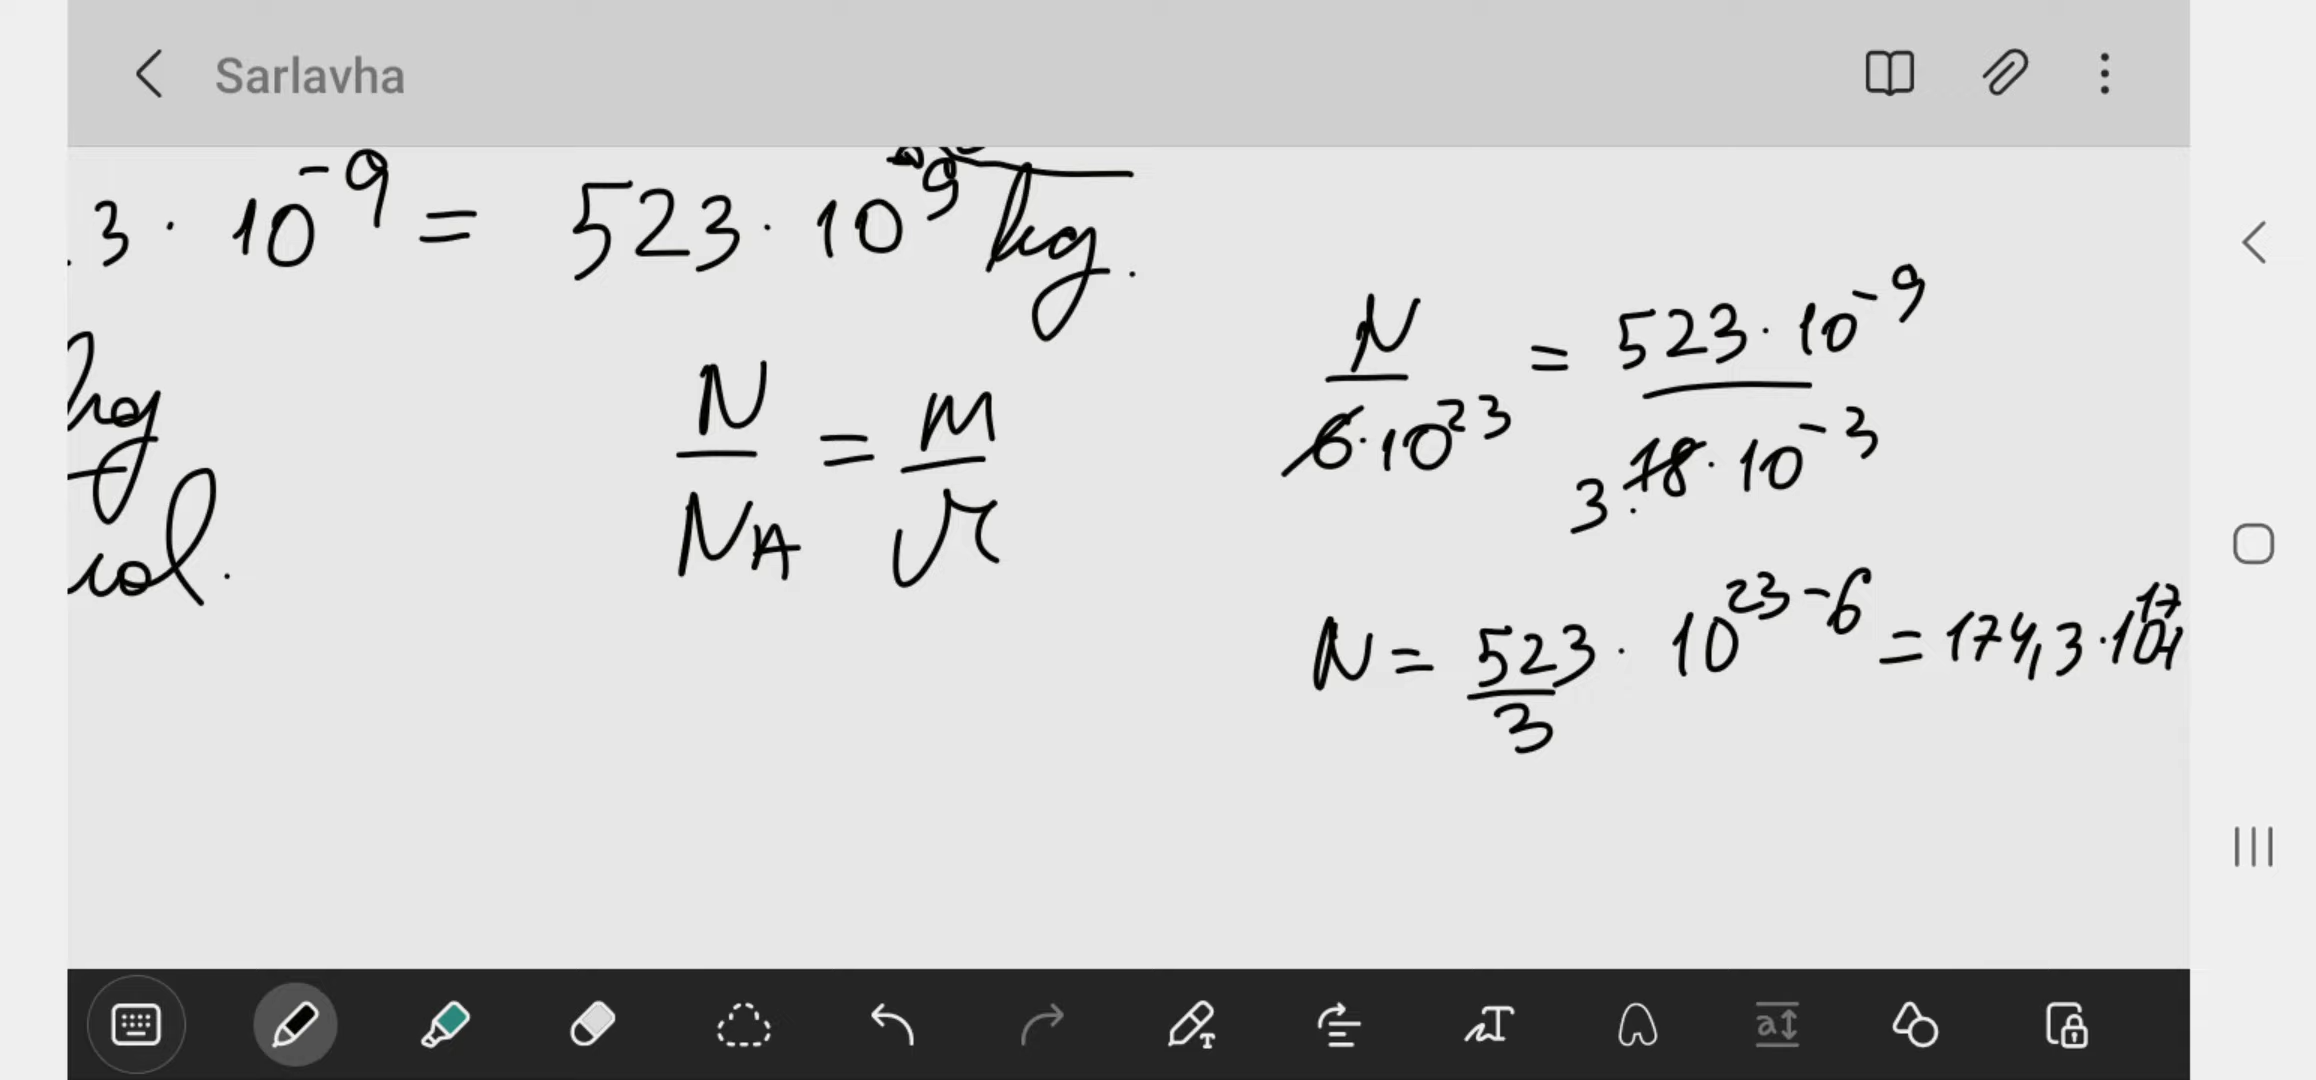 Sarlavha
3 · 10⁻⁹ = 523 · 10⁻⁹ kg.
kg
mol.
N/N_A = m/μ
N/(6·10²³) = 523·10⁻⁹/(3·18·10⁻³)
N = 523/3 · 10²³⁻⁶ = 174,3·10¹⁷